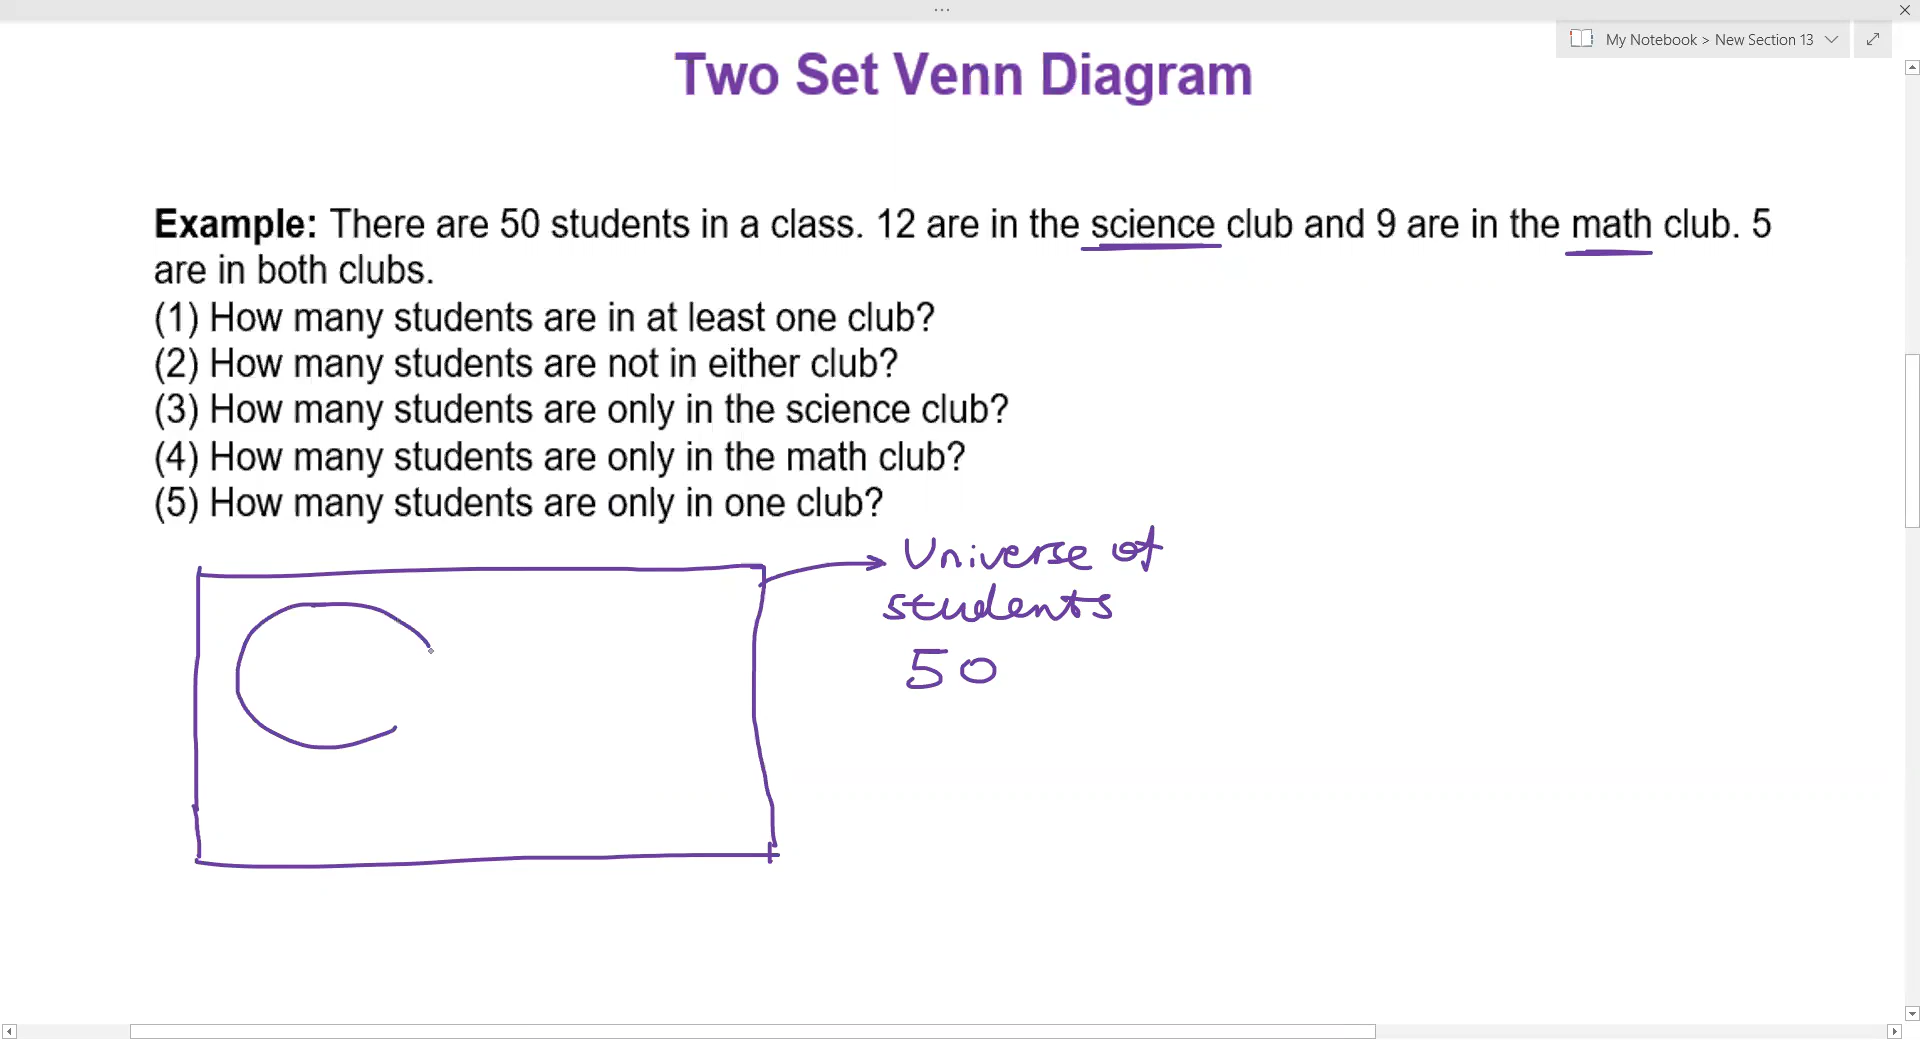 ...
My Notebook > New Section 13
Two Set Venn Diagram
Example: There are 50 students in a class. 12 are in the science club and 9 are in the math club. 5
are in both clubs.
(1) How many students are in at least one club?
(2) How many students are not in either club?
(3) How many students are only in the science club?
(4) How many students are only in the math club?
(5) How many students are only in one club?
Universe of
students
50